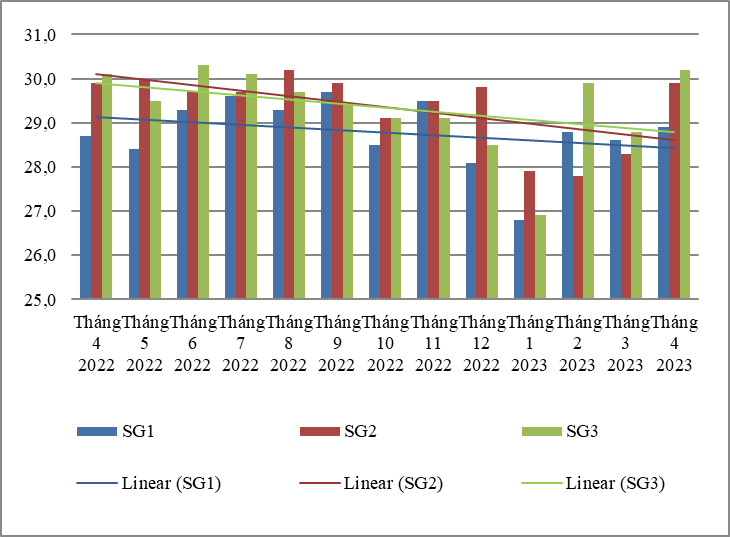 31,0
30,0
29,0
28,0
27,0
26,0
25,0
Tháng 4 2022
Tháng 5 2022
Tháng 6 2022
Tháng 7 2022
Tháng 8 2022
Tháng 9 2022
Tháng 10 2022
Tháng 11 2022
Tháng 12 2022
Tháng 1 2023
Tháng 2 2023
Tháng 3 2023
Tháng 4 2023
SG1 SG2 SG3
Linear (SG1) Linear (SG2) Linear (SG3)